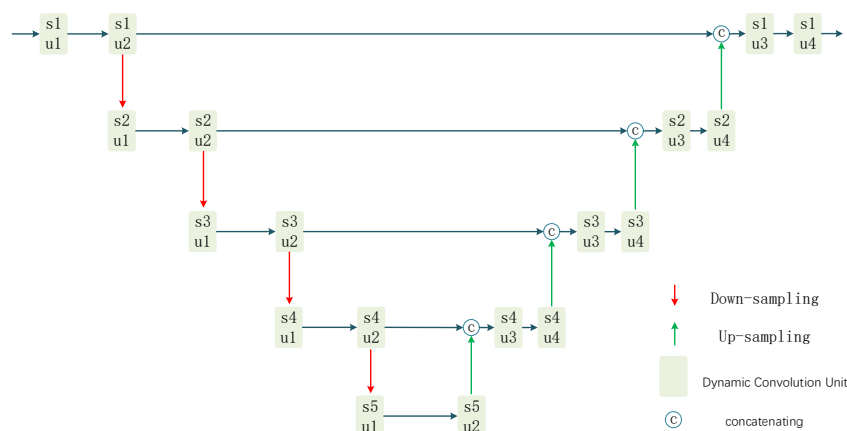 s1
u1
s1
u2
C
s1
u3
s1
u4
s2
u1
s2
u2
C
s2
u3
s2
u4
s3
u1
s3
u2
C
s3
u3
s3
u4
s4
u1
s4
u2
C
s4
u3
s4
u4
s5
u1
s5
u2
Down-sampling
Up-sampling
Dynamic Convolution Unit
C
concatenating